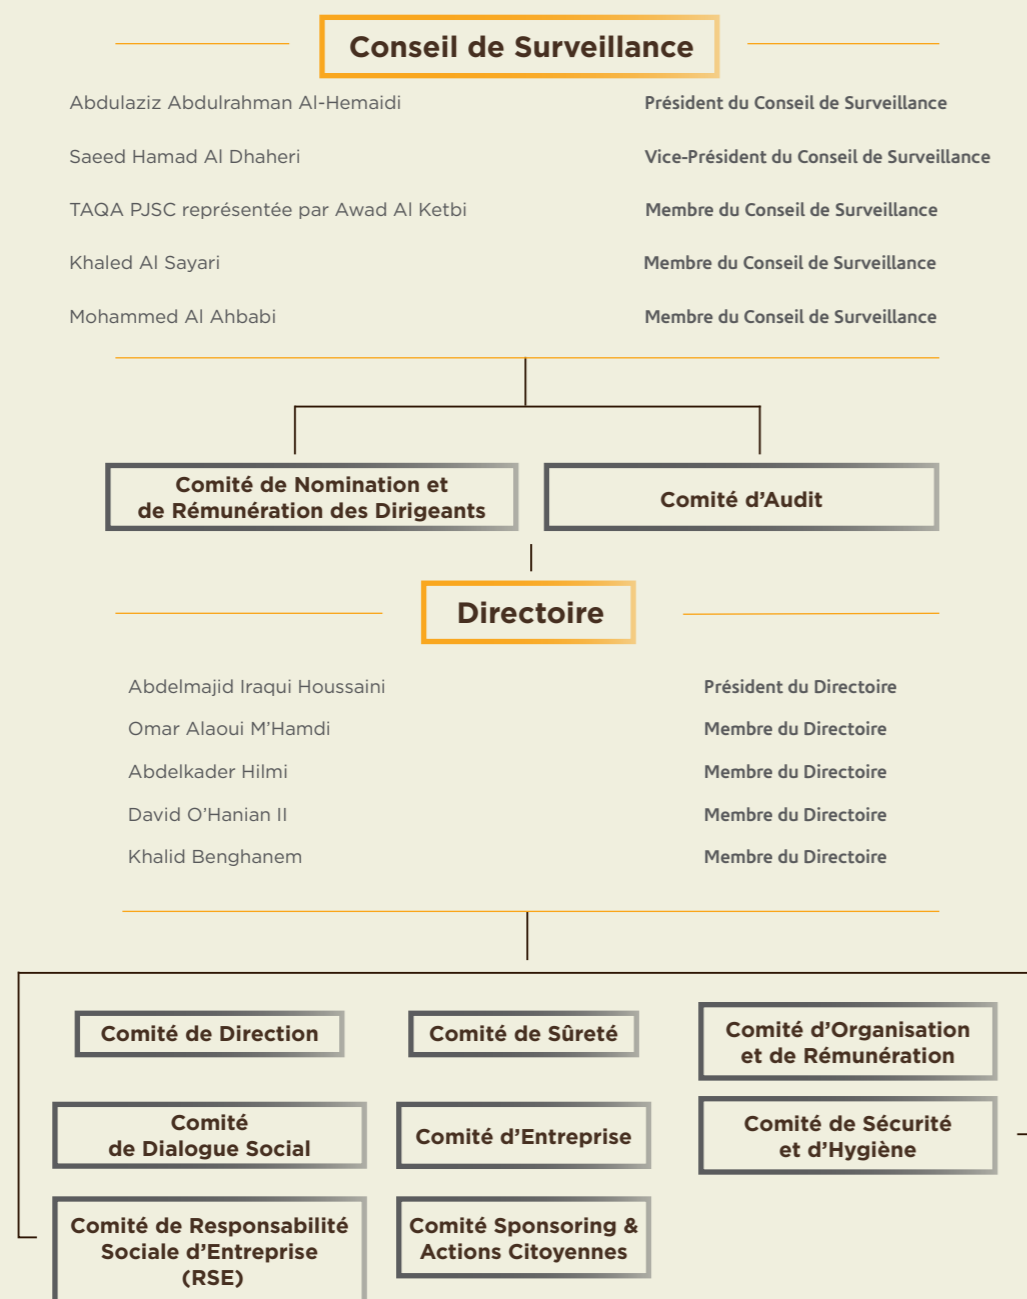 Conseil de Surveillance
Abdulaziz Abdulrahman Al-Hemaidi Président du Conseil de Surveillance
Saeed Hamad Al Dhaheri Vice-Président du Conseil de Surveillance
TAQA PJSC représentée par Awad Al Ketbi Membre du Conseil de Surveillance
Khaled Al Sayari Membre du Conseil de Surveillance
Mohammed Al Ahbabi Membre du Conseil de Surveillance
Comité de Nomination et
de Rémunération des Dirigeants
Comité d’Audit
Directoire
Abdelmajid Iraqui Houssaini Président du Directoire
Omar Alaoui M’Hamdi Membre du Directoire
Abdelkader Hilmi Membre du Directoire
David O’Hanian II Membre du Directoire
Khalid Benghanem Membre du Directoire
Comité de Direction
Comité de Sûreté
Comité d’Organisation
et de Rémunération
Comité
de Dialogue Social
Comité d’Entreprise
Comité de Sécurité
et d’Hygiène
Comité de Responsabilité
Sociale d’Entreprise
(RSE)
Comité Sponsoring &
Actions Citoyennes